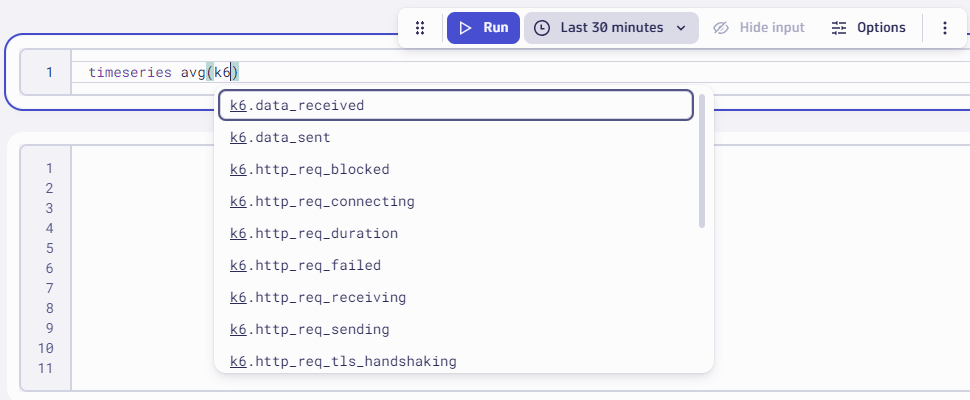 Run
Last 30 minutes
Hide input
Options
1 timeseries avg(k6)
k6.data_received
k6.data_sent
k6.http_req_blocked
k6.http_req_connecting
k6.http_req_duration
k6.http_req_failed
k6.http_req_receiving
k6.http_req_sending
k6.http_req_tls_handshaking
1
2
3
4
5
6
7
8
9
10
11